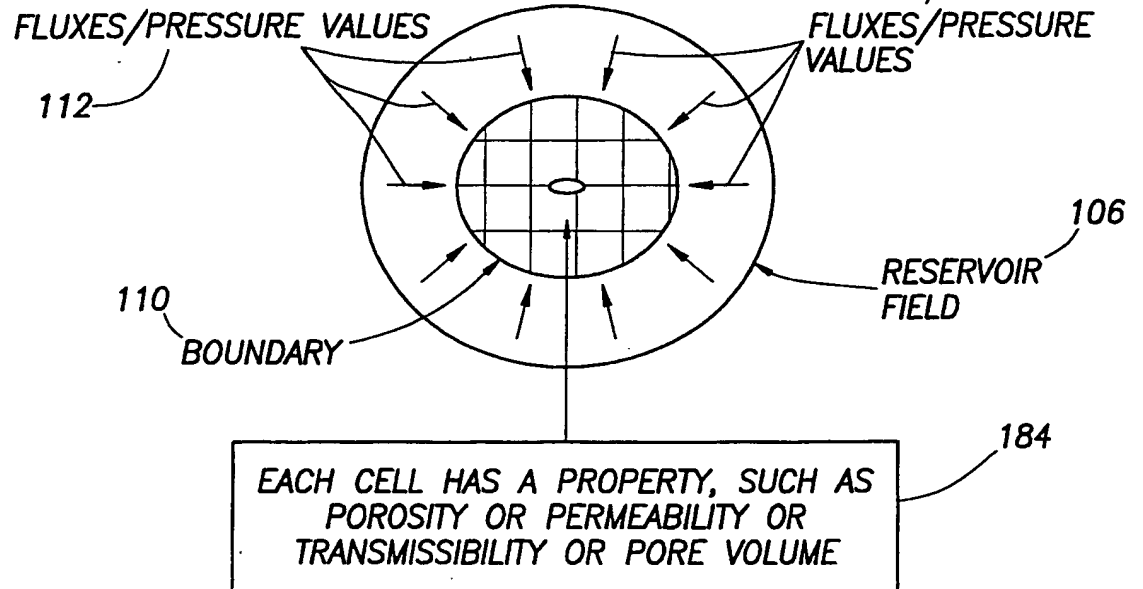 FLUXES/PRESSURE VALUES
112
FLUXES/PRESSURE
VALUES
106
RESERVOIR
FIELD
110
BOUNDARY
184
EACH CELL HAS A PROPERTY, SUCH AS
POROSITY OR PERMEABILITY OR
TRANSMISSIBILITY OR PORE VOLUME